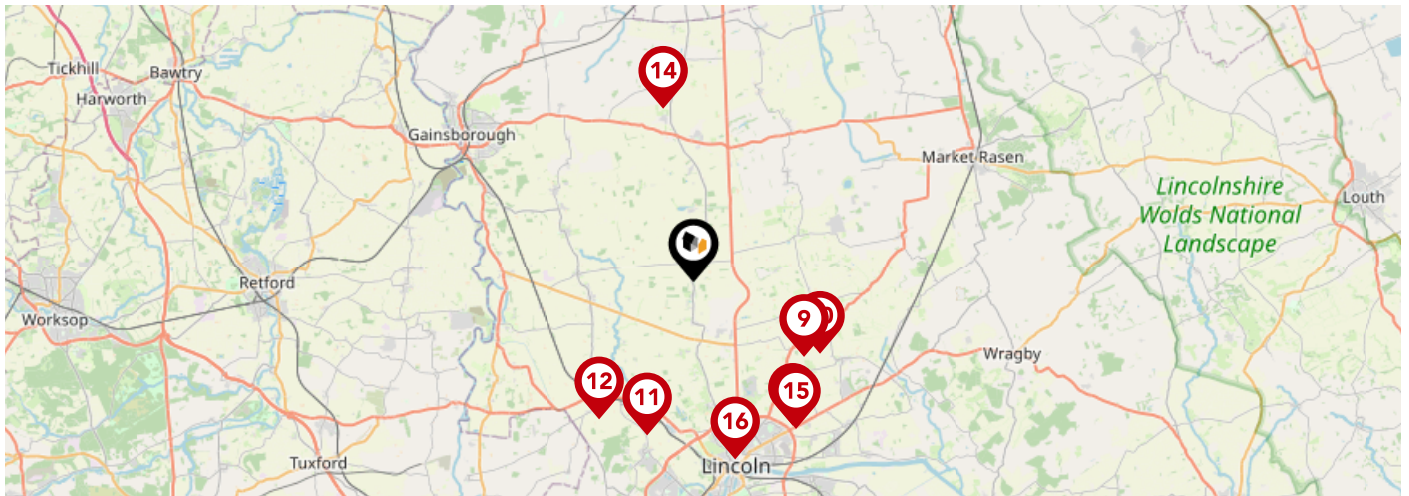 Tickhill
Bawtry
Harworth
14
Gainsborough
Market Rasen
Lincolnshire
Wolds National
Landscape
Louth
Retford
Worksop
9
Wragby
12
11
15
16
Tuxford
Lincoln